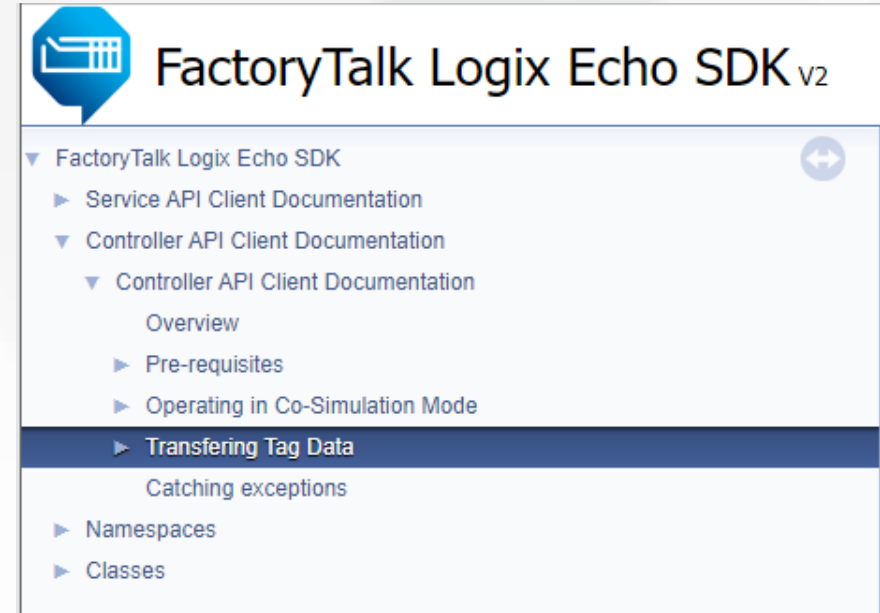 FactoryTalk Logix Echo SDK V2
FactoryTalk Logix Echo SDK
Service API Client Documentation
Controller API Client Documentation
Controller API Client Documentation
Overview
Pre-requisites
Operating in Co-Simulation Mode
Transfering Tag Data
Catching exceptions
Namespaces
Classes